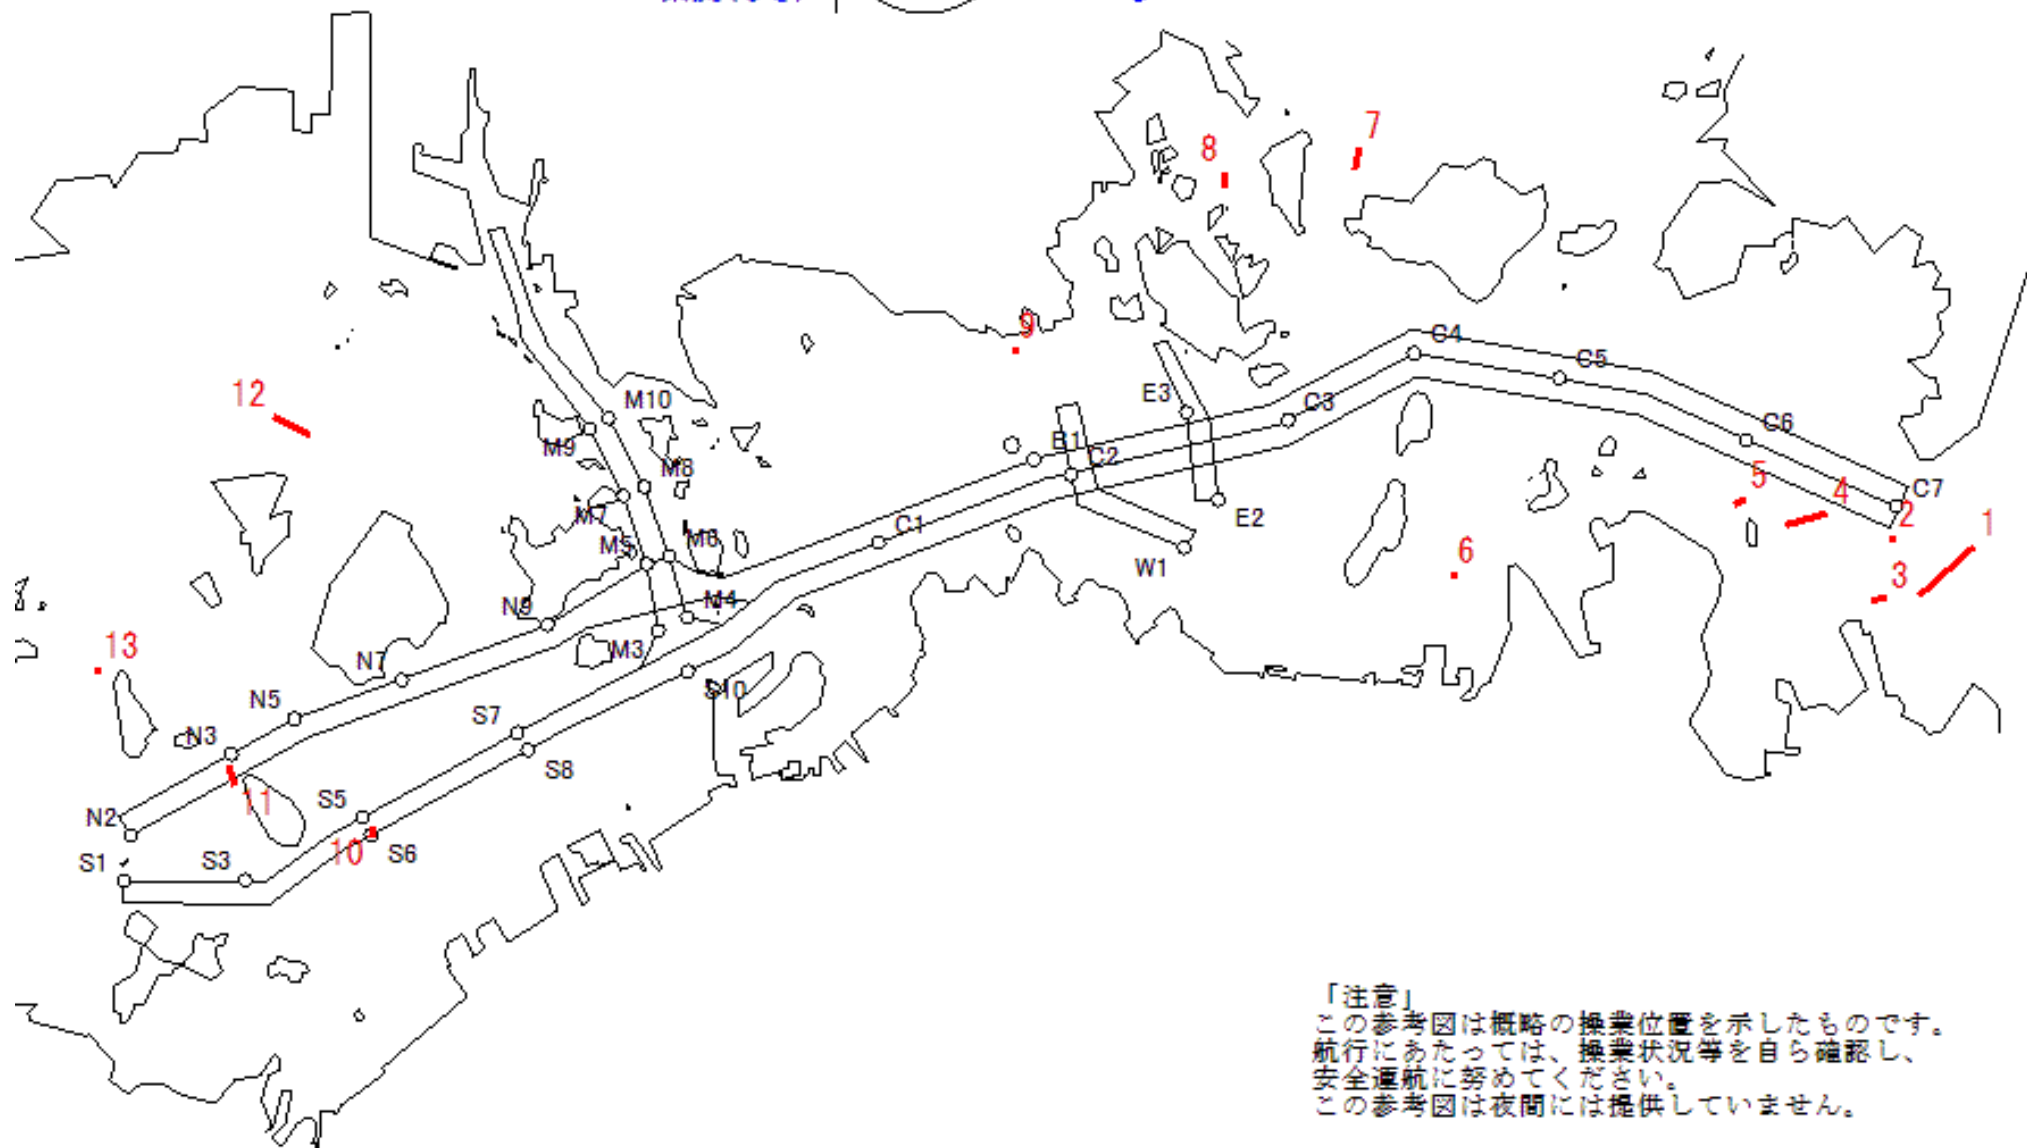 7
8
9
C4
C5
12
E3
M10
C3
C6
M9
B1
C2
M8
5
4
C7
M7
E2
2
1
M5
M6
C1
6
W1
3
N9
M4
13
N7
M3
S10
N5
S7
N3
S8
11
S5
N2
10
S6
S1
S3
「注意」
この参考図は概略の操業位置を示したものです。
航行にあたっては、操業状況等を自ら確認し、
安全運航に努めてください。
この参考図は夜間には提供していません。